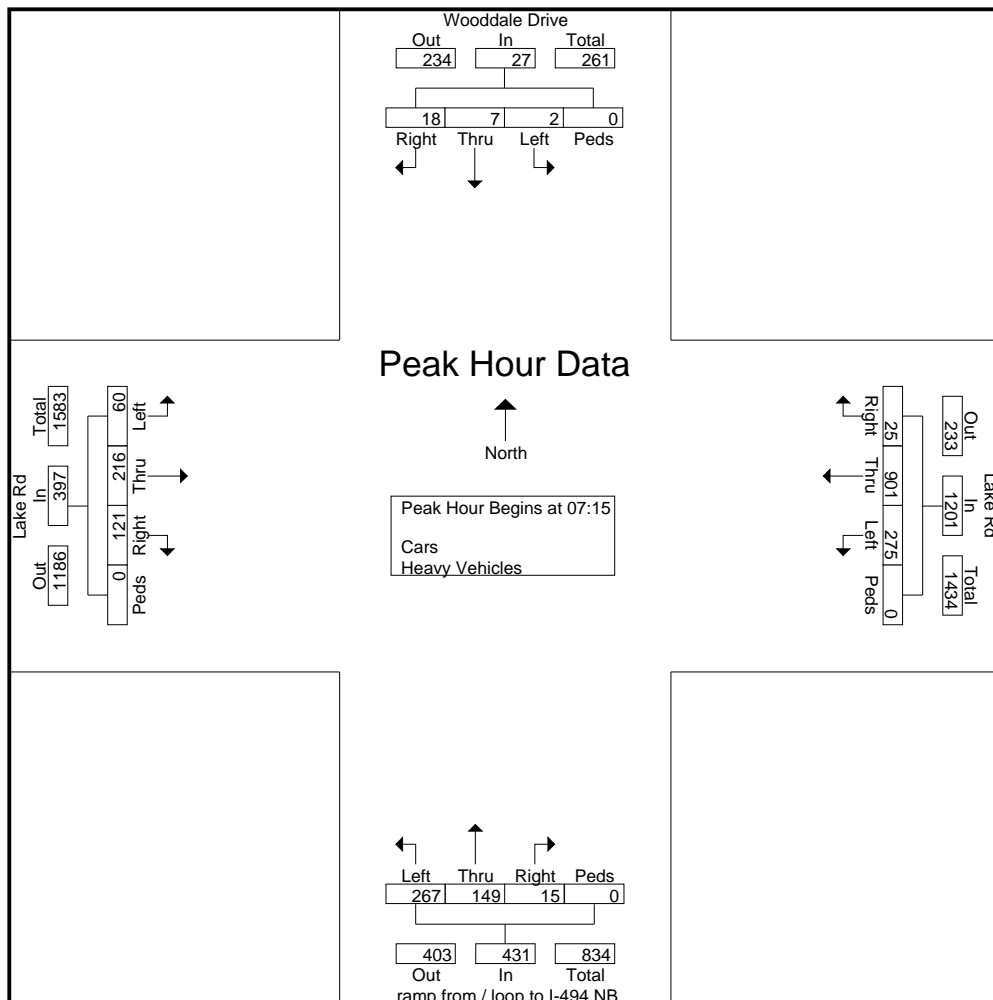 Wooddale Drive
Out In Total
234 27 261
18 7 2 0
Right Thru Left Peds
Peak Hour Data
North
Peak Hour Begins at 07:15
Cars
Heavy Vehicles
Lake Rd
Total In Out
1583 397 1186
60 216 121 0
Left Thru Right Peds
Right Thru Left Peds
25 901 275 0
Out In Total
233 1201 1434
Lake Rd
Left Thru Right Peds
267 149 15 0
403 431 834
Out In Total
ramp from / loop to I-494 NB